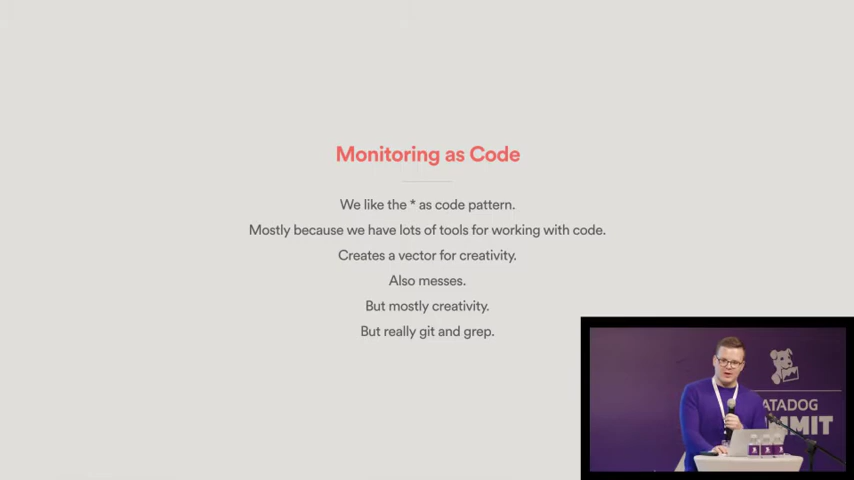 Monitoring as Code
We like the * as code pattern.
Mostly because we have lots of tools for working with code.
Creates a vector for creativity.
Also messes.
But mostly creativity.
But really git and grep.
ATADOG
MMIT